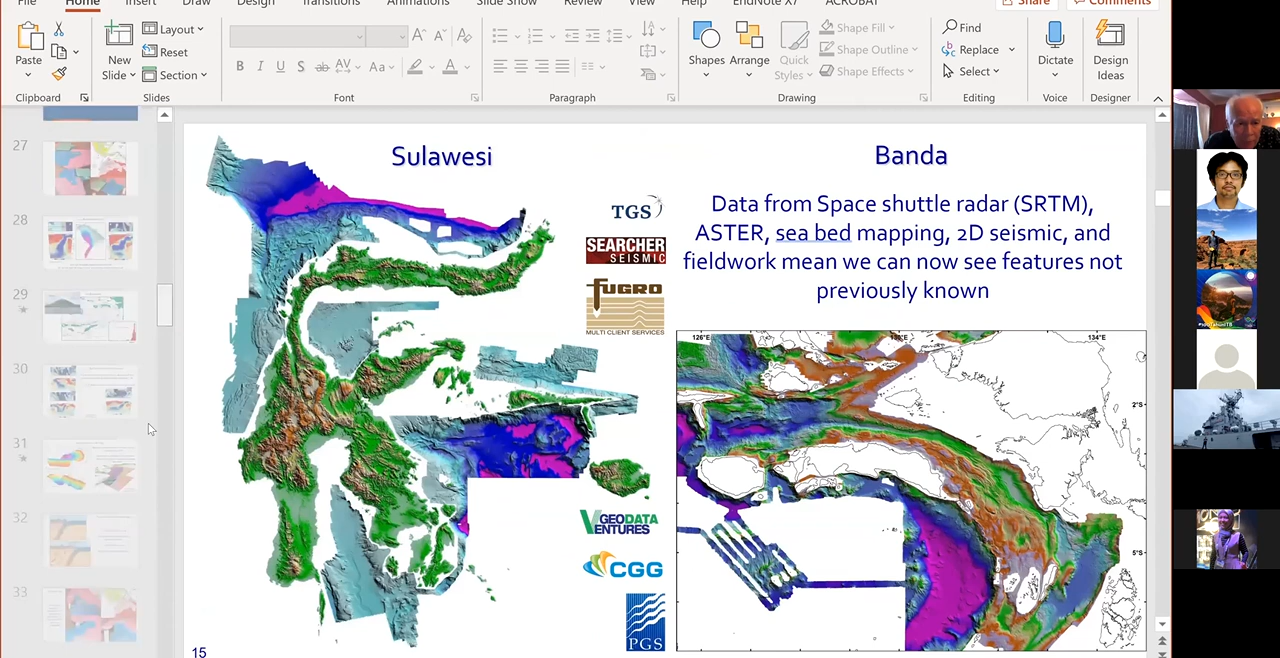 File Home Insert Draw Design Transitions Animations Slide Show Review View Help EndNote X7 ACROBAT Share Comments
Paste
Clipboard
New Slide
Layout
Reset
Section
Slides
B I U S ab AV Aa A
Font
Paragraph
Shapes
Arrange
Quick Styles
Shape Fill
Shape Outline
Shape Effects
Drawing
Find
Replace
Select
Editing
Dictate
Voice
Design Ideas
Designer
27
28
29
30
31
32
33
Sulawesi
TGS
SEARCHER
SEISMIC
fugro
MULTI CLIENT SERVICES
GEODATA
VENTURES
CGG
PGS
15
Banda
Data from Space shuttle radar (SRTM),
ASTER, sea bed mapping, 2D seismic, and
fieldwork mean we can now see features not
previously known
126°E
134°E
2°S
5°S